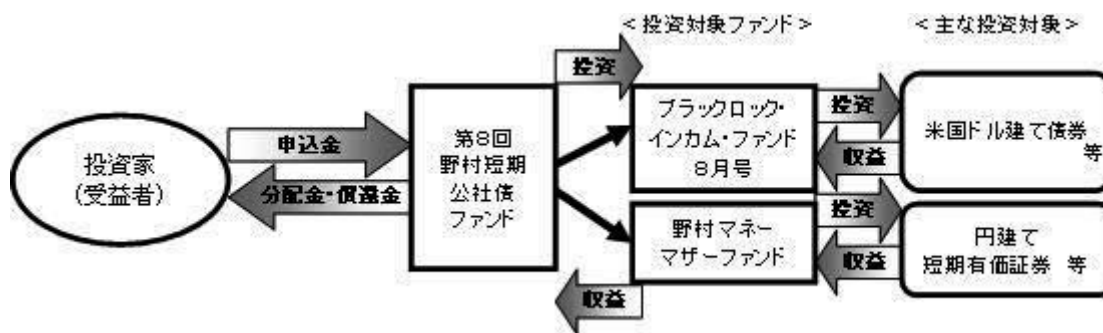 ＜投資対象ファンド＞
＜主な投資対象＞
投資
投資家
（受益者）
申込金
分配金・償還金
第8回
野村短期
公社債
ファンド
ブラックロック・
インカム・ファンド
8月号
投資
収益
米国ドル建て債券
等
野村マネー
マザーファンド
投資
収益
円建て
短期有価証券 等
収益